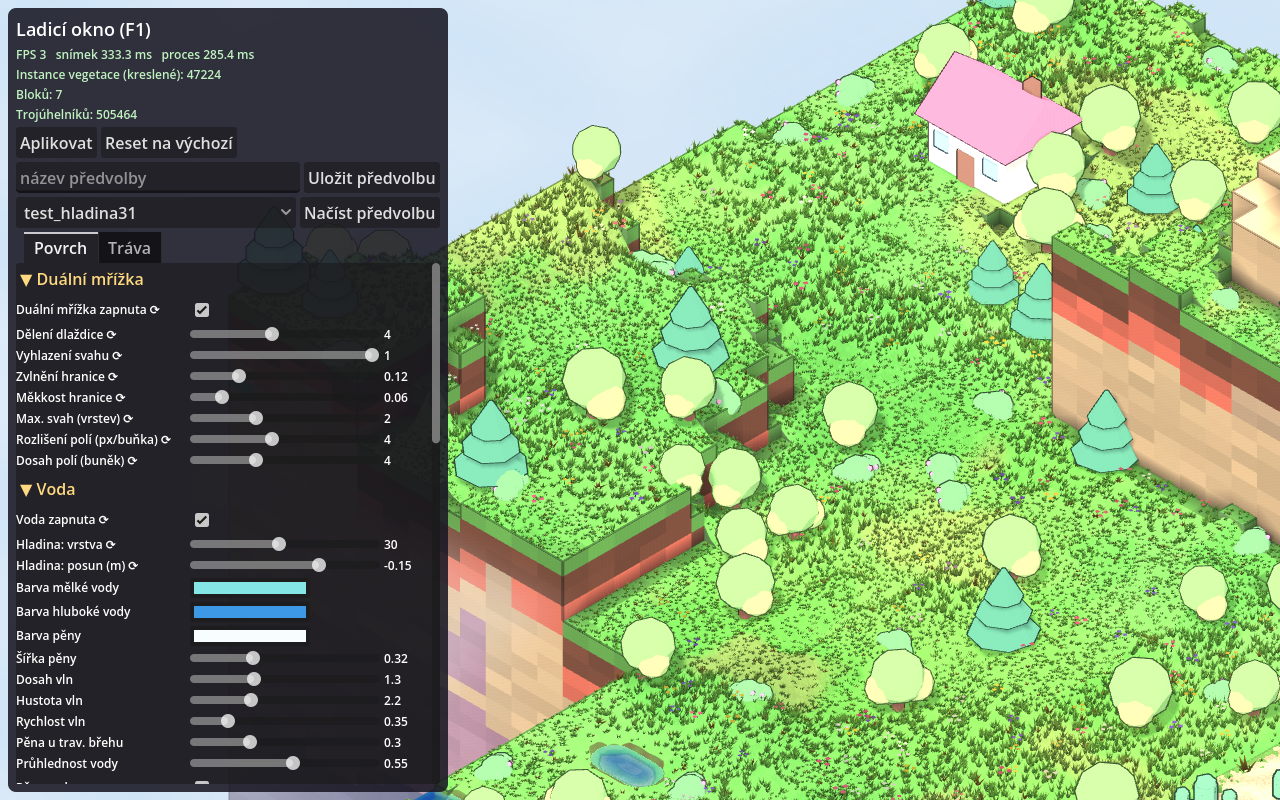 Ladicí okno (F1)
FPS 3 snímek 333.3 ms proces 285.4 ms
Instance vegetace (kreslené): 47224
Bloků: 7
Trojúhelníků: 505464
Aplikovat Reset na výchozí
název předvolby Uložit předvolbu
test_hladina31 Načíst předvolbu
Povrch Tráva
▼ Duální mřížka
Duální mřížka zapnuta ⟳
Dělení dlaždice ⟳ 4
Vyhlazení svahu ⟳ 1
Zvlnění hranice ⟳ 0.12
Měkkost hranice ⟳ 0.06
Max. svah (vrstev) ⟳ 2
Rozlišení polí (px/buňka) ⟳ 4
Dosah polí (buněk) ⟳ 4
▼ Voda
Voda zapnuta ⟳
Hladina: vrstva ⟳ 30
Hladina: posun (m) ⟳ -0.15
Barva mělké vody
Barva hluboké vody
Barva pěny
Šířka pěny 0.32
Dosah vln 1.3
Hustota vln 2.2
Rychlost vln 0.35
Pěna u trav. břehu 0.3
Průhlednost vody 0.55